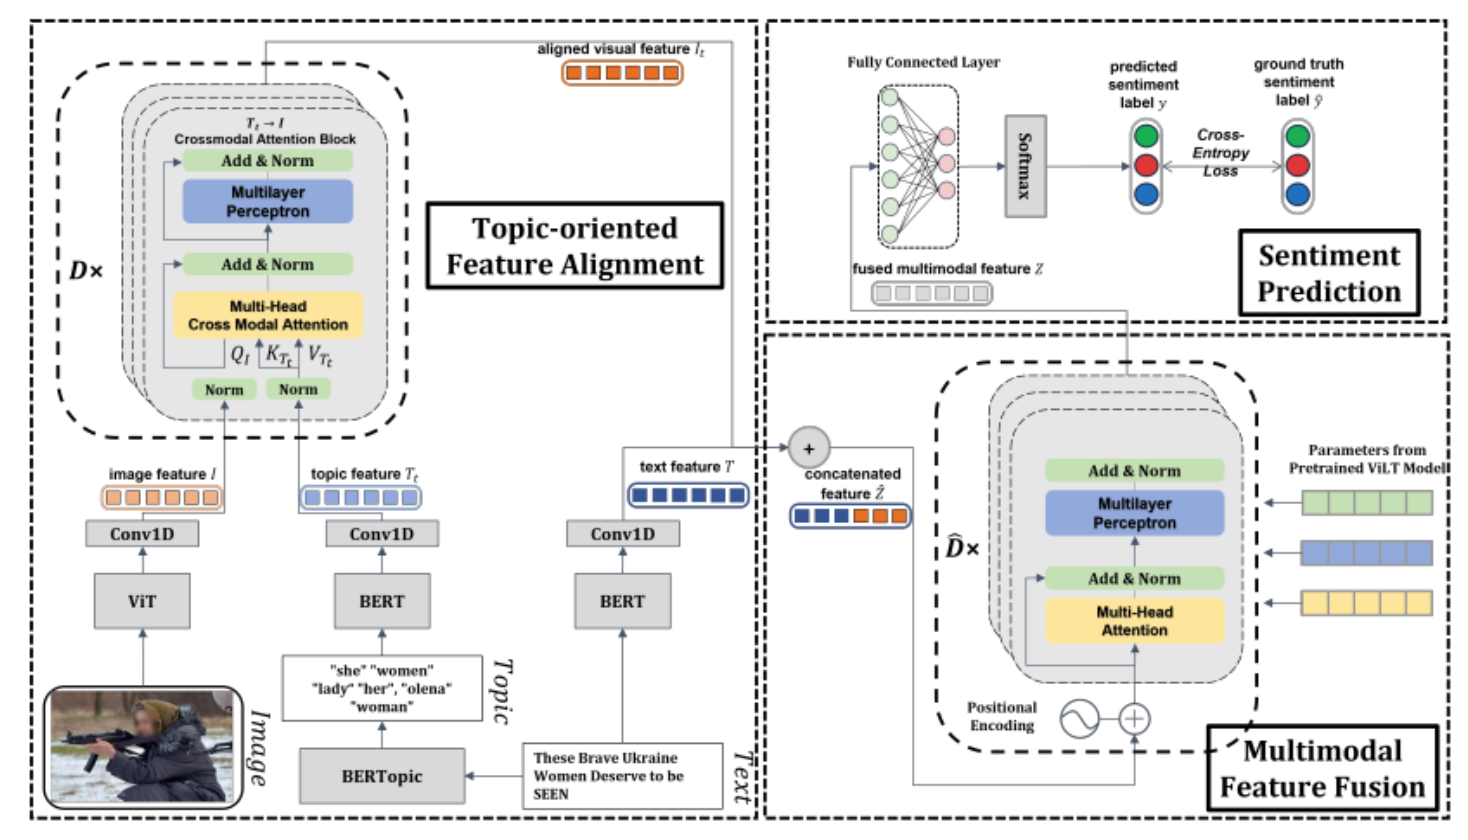 aligned visual feature I_t
T_t → I
Crossmodal Attention Block
Add & Norm
Multilayer
Perceptron
Add & Norm
Multi-Head
Cross Modal Attention
Q_I K_{T_t} V_{T_t}
Norm
Norm
D×
Topic-oriented
Feature Alignment
image feature I
topic feature T_t
text feature T
Conv1D
Conv1D
Conv1D
ViT
BERT
BERT
"she" "women"
"lady" "her", "olena"
"woman"
Topic
Image
BERTopic
These Brave Ukraine
Women Deserve to be
SEEN
Text
Fully Connected Layer
Softmax
predicted
sentiment
label y
Cross-
Entropy
Loss
ground truth
sentiment
label ŷ
fused multimodal feature Z
Sentiment
Prediction
+
concatenated
feature Ẑ
D̂×
Add & Norm
Multilayer
Perceptron
Add & Norm
Multi-Head
Attention
Parameters from
Pretrained ViLT Model
Positional
Encoding
Multimodal
Feature Fusion